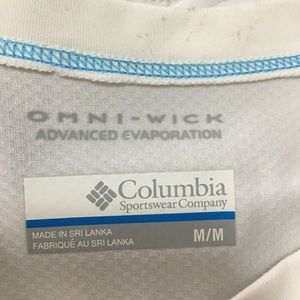 OMNI-WICK
ADVANCED EVAPORATION
Columbia
Sportswear Company
MADE IN SRI LANKA
FABRIQUÉ AU SRI LANKA
M/M